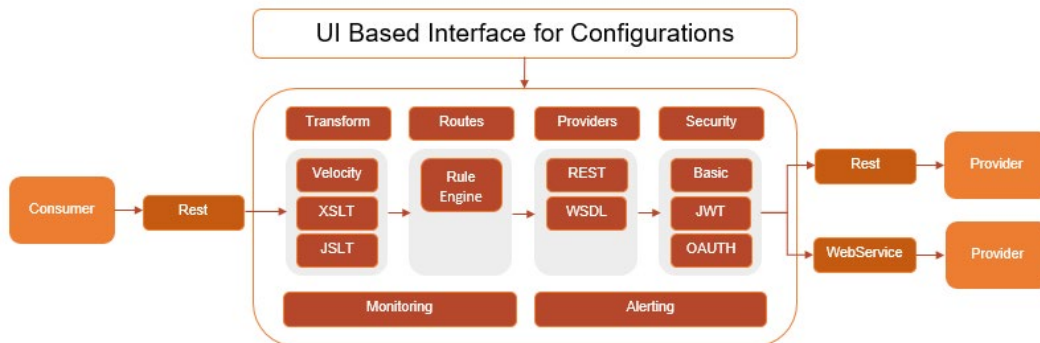 UI Based Interface for Configurations
Transform
Routes
Providers
Security
Velocity
XSLT
JSLT
Rule
Engine
REST
WSDL
Basic
JWT
OAUTH
Consumer
Rest
Rest
Provider
WebService
Provider
Monitoring
Alerting